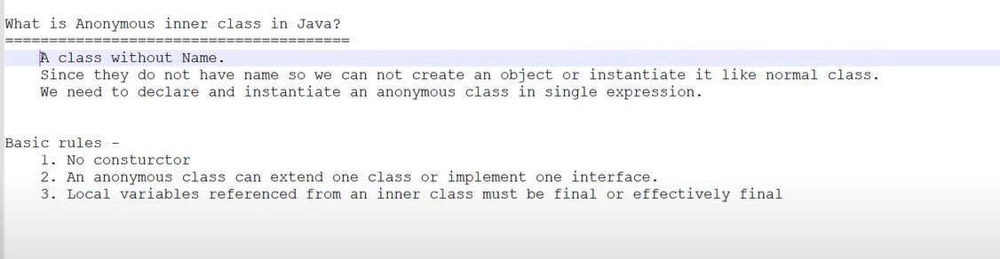 What is Anonymous inner class in Java?
=======================================
A class without Name.
Since they do not have name so we can not create an object or instantiate it like normal class.
We need to declare and instantiate an anonymous class in single expression.
Basic rules -
1. No consturctor
2. An anonymous class can extend one class or implement one interface.
3. Local variables referenced from an inner class must be final or effectively final